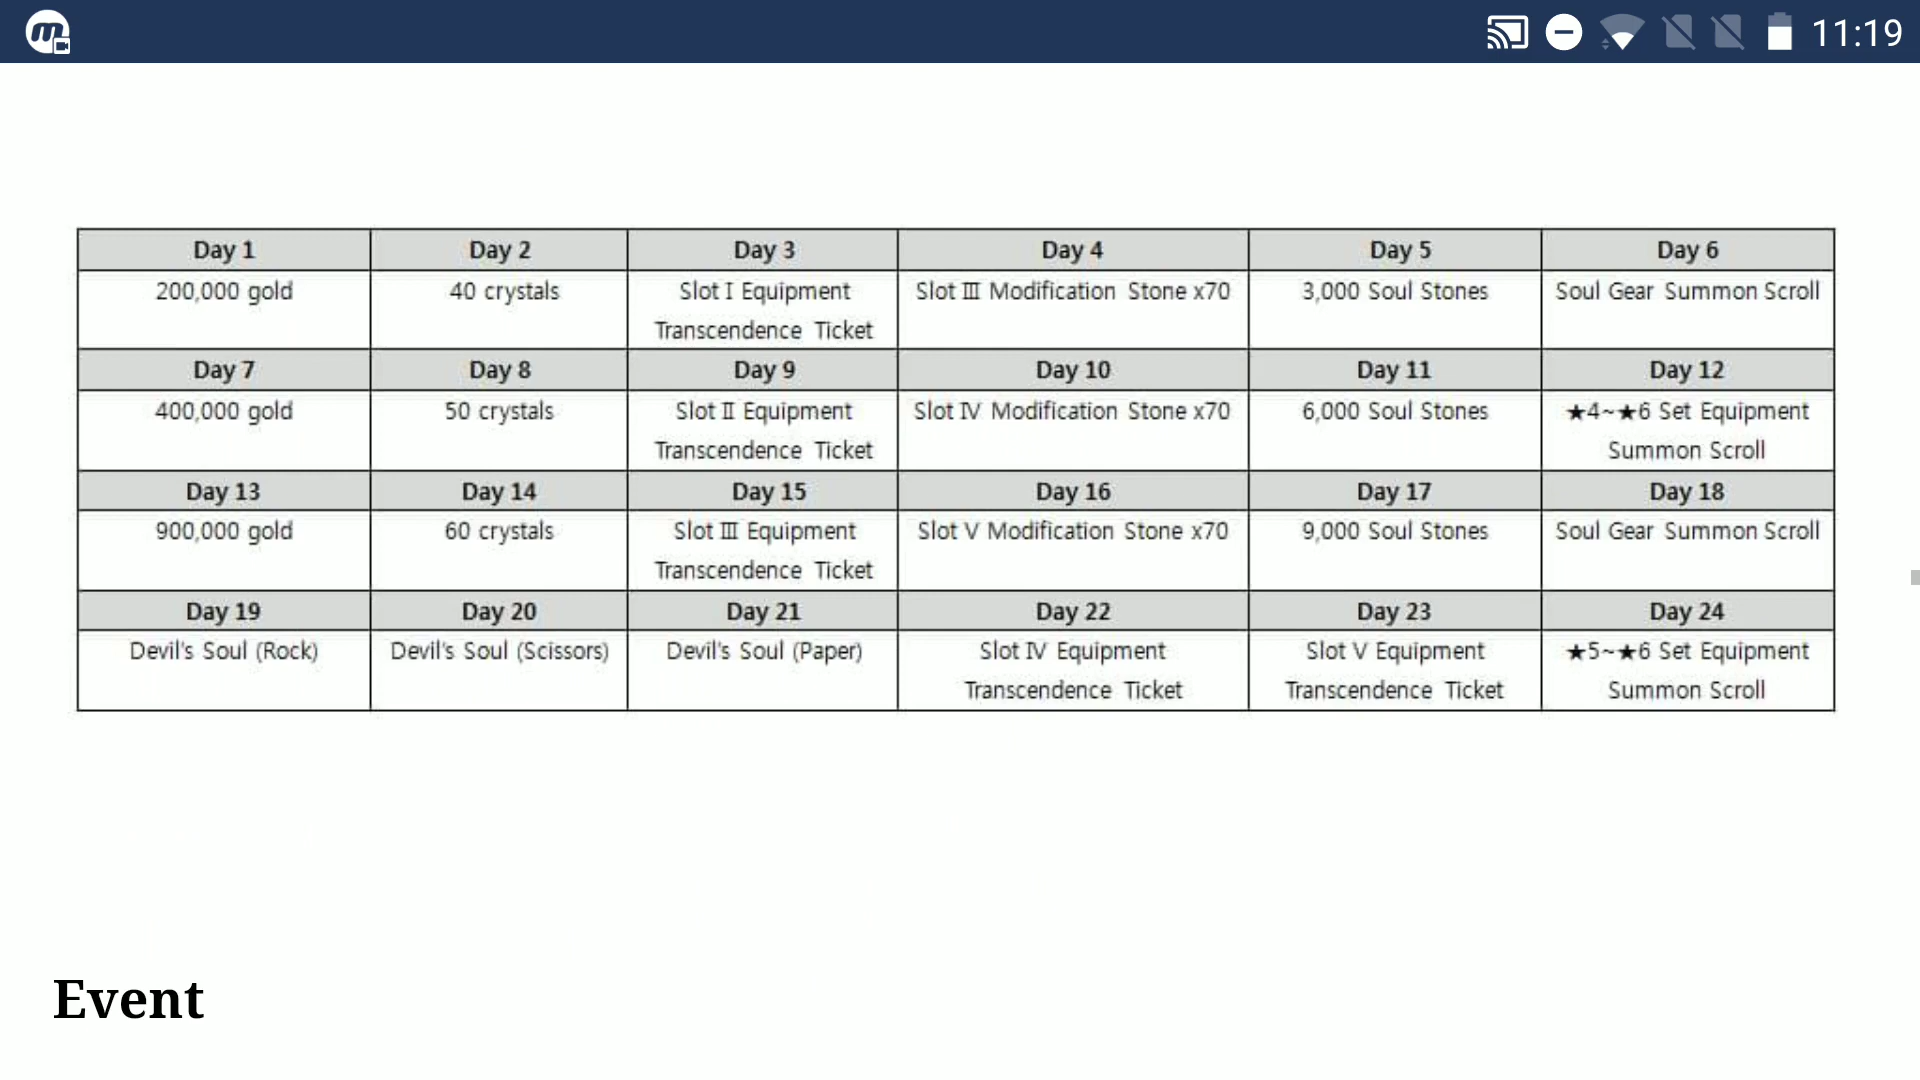 11:19
Day 1 Day 2 Day 3 Day 4 Day 5 Day 6
200,000 gold 40 crystals Slot Ⅰ Equipment Slot Ⅲ Modification Stone x70 3,000 Soul Stones Soul Gear Summon Scroll
Transcendence Ticket
Day 7 Day 8 Day 9 Day 10 Day 11 Day 12
400,000 gold 50 crystals Slot Ⅱ Equipment Slot Ⅳ Modification Stone x70 6,000 Soul Stones ★4~★6 Set Equipment
Transcendence Ticket Summon Scroll
Day 13 Day 14 Day 15 Day 16 Day 17 Day 18
900,000 gold 60 crystals Slot Ⅲ Equipment Slot Ⅴ Modification Stone x70 9,000 Soul Stones Soul Gear Summon Scroll
Transcendence Ticket
Day 19 Day 20 Day 21 Day 22 Day 23 Day 24
Devil's Soul (Rock) Devil's Soul (Scissors) Devil's Soul (Paper) Slot Ⅳ Equipment Slot Ⅴ Equipment ★5~★6 Set Equipment
Transcendence Ticket Transcendence Ticket Summon Scroll
Event